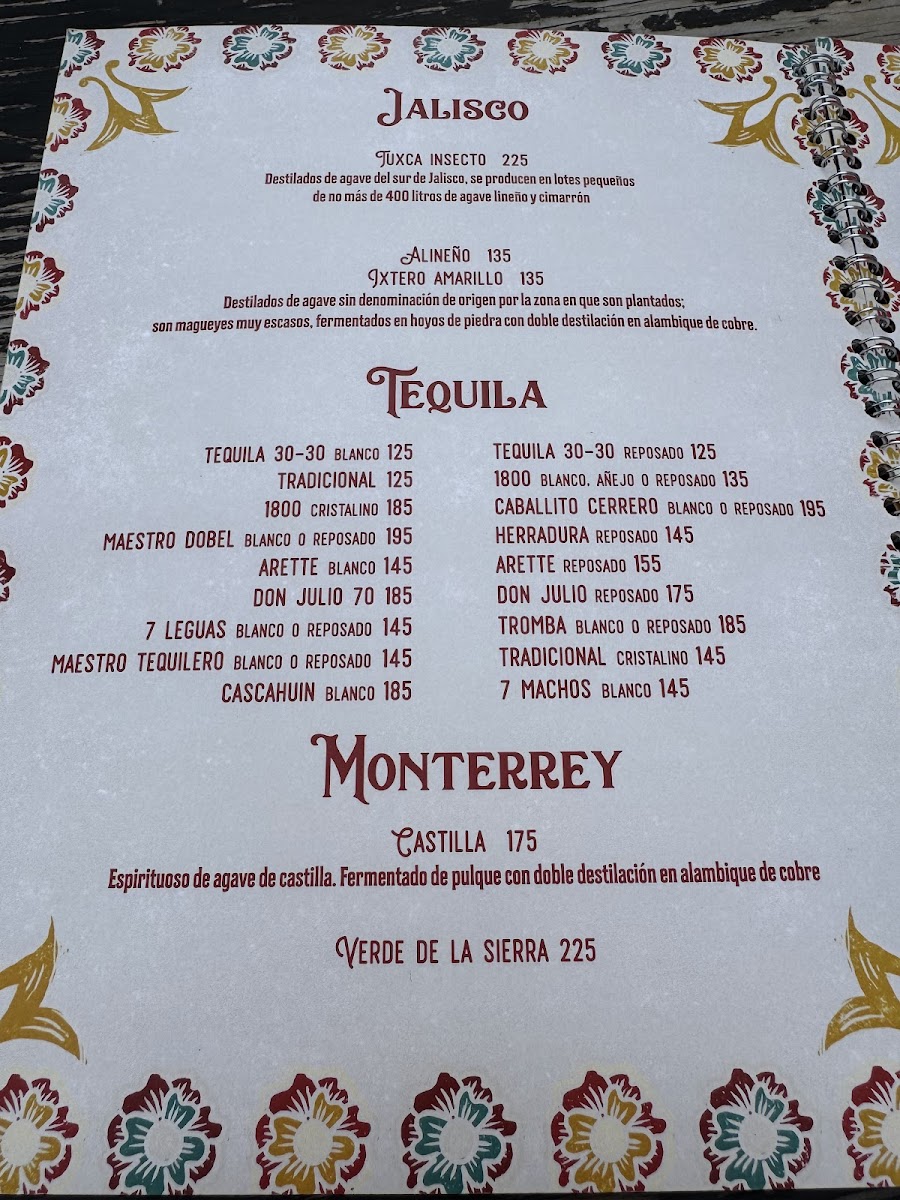 Jalisco
Tuxca insecto 225
Destilados de agave del sur de Jalisco, se producen en lotes pequeños
de no más de 400 litros de agave lineño y cimarrón
Alineño 135
Ixtero amarillo 135
Destilados de agave sin denominación de origen por la zona en que son plantados;
son magueyes muy escasos, fermentados en hoyos de piedra con doble destilación en alambique de cobre.
Tequila
TEQUILA 30-30 BLANCO 125
TRADICIONAL 125
1800 CRISTALINO 185
MAESTRO DOBEL BLANCO O REPOSADO 195
ARETTE BLANCO 145
DON JULIO 70 185
7 LEGUAS BLANCO O REPOSADO 145
MAESTRO TEQUILERO BLANCO O REPOSADO 145
CASCAHUIN BLANCO 185
TEQUILA 30-30 REPOSADO 125
1800 BLANCO, AÑEJO O REPOSADO 135
CABALLITO CERRERO BLANCO O REPOSADO 195
HERRADURA REPOSADO 145
ARETTE REPOSADO 155
DON JULIO REPOSADO 175
TROMBA BLANCO O REPOSADO 185
TRADICIONAL CRISTALINO 145
7 MACHOS BLANCO 145
Monterrey
Castilla 175
Espirituoso de agave de castilla. Fermentado de pulque con doble destilación en alambique de cobre
Verde de la sierra 225